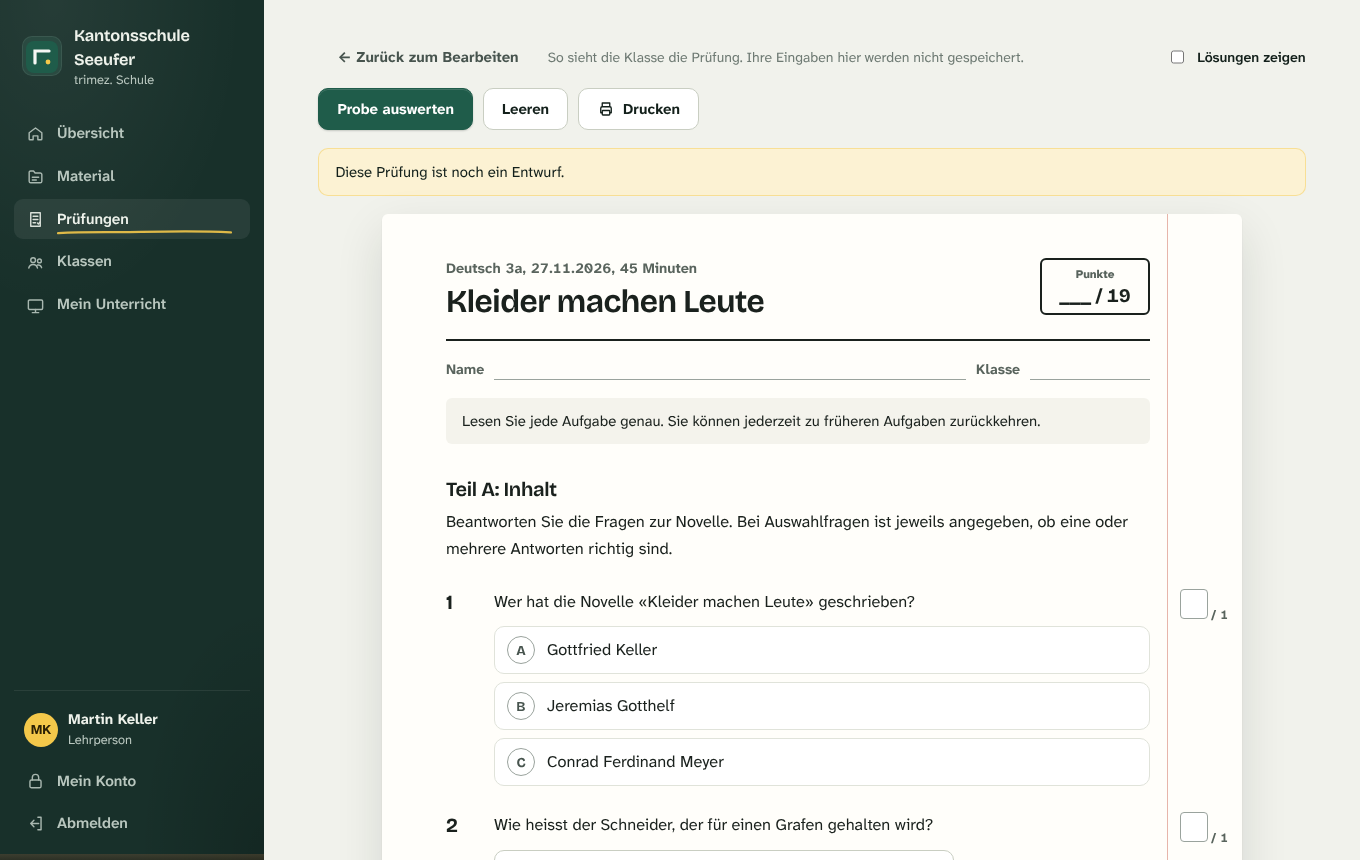 Kantonsschule
Seeufer
trimez. Schule
Übersicht
Material
Prüfungen
Klassen
Mein Unterricht
MK
Martin Keller
Lehrperson
Mein Konto
Abmelden
← Zurück zum Bearbeiten
So sieht die Klasse die Prüfung. Ihre Eingaben hier werden nicht gespeichert.
Lösungen zeigen
Probe auswerten
Leeren
Drucken
Diese Prüfung ist noch ein Entwurf.
Deutsch 3a, 27.11.2026, 45 Minuten
Kleider machen Leute
Punkte
___ / 19
Name
Klasse
Lesen Sie jede Aufgabe genau. Sie können jederzeit zu früheren Aufgaben zurückkehren.
Teil A: Inhalt
Beantworten Sie die Fragen zur Novelle. Bei Auswahlfragen ist jeweils angegeben, ob eine oder
mehrere Antworten richtig sind.
1 Wer hat die Novelle «Kleider machen Leute» geschrieben?
/ 1
A Gottfried Keller
B Jeremias Gotthelf
C Conrad Ferdinand Meyer
2 Wie heisst der Schneider, der für einen Grafen gehalten wird?
/ 1